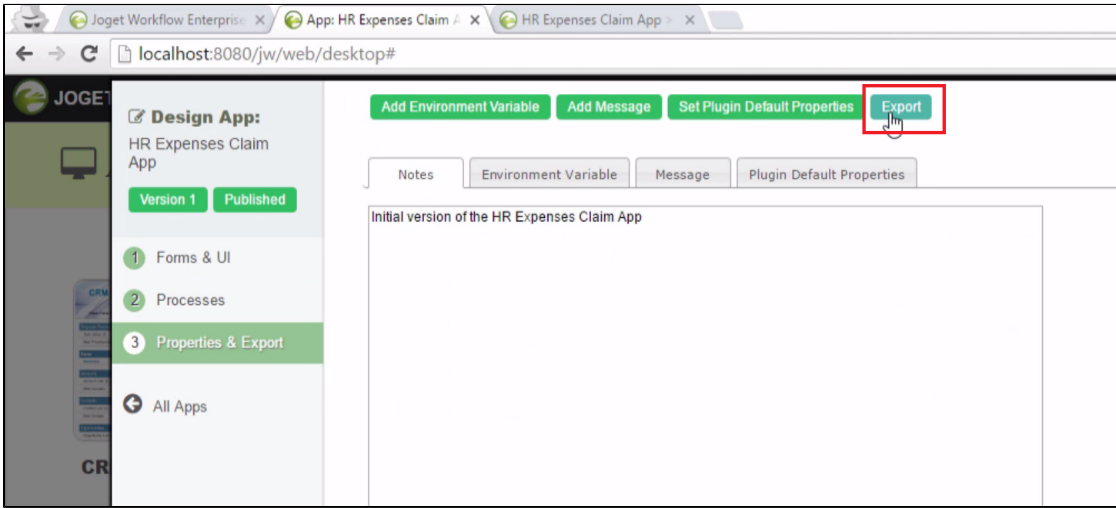 Joget Workflow Enterprise
App: HR Expenses Claim A
HR Expenses Claim App >
localhost:8080/jw/web/desktop#
JOGET
Design App:
HR Expenses Claim
App
Version 1 Published
1 Forms & UI
2 Processes
3 Properties & Export
All Apps
Add Environment Variable Add Message Set Plugin Default Properties Export
Notes Environment Variable Message Plugin Default Properties
Initial version of the HR Expenses Claim App
CRM
CR